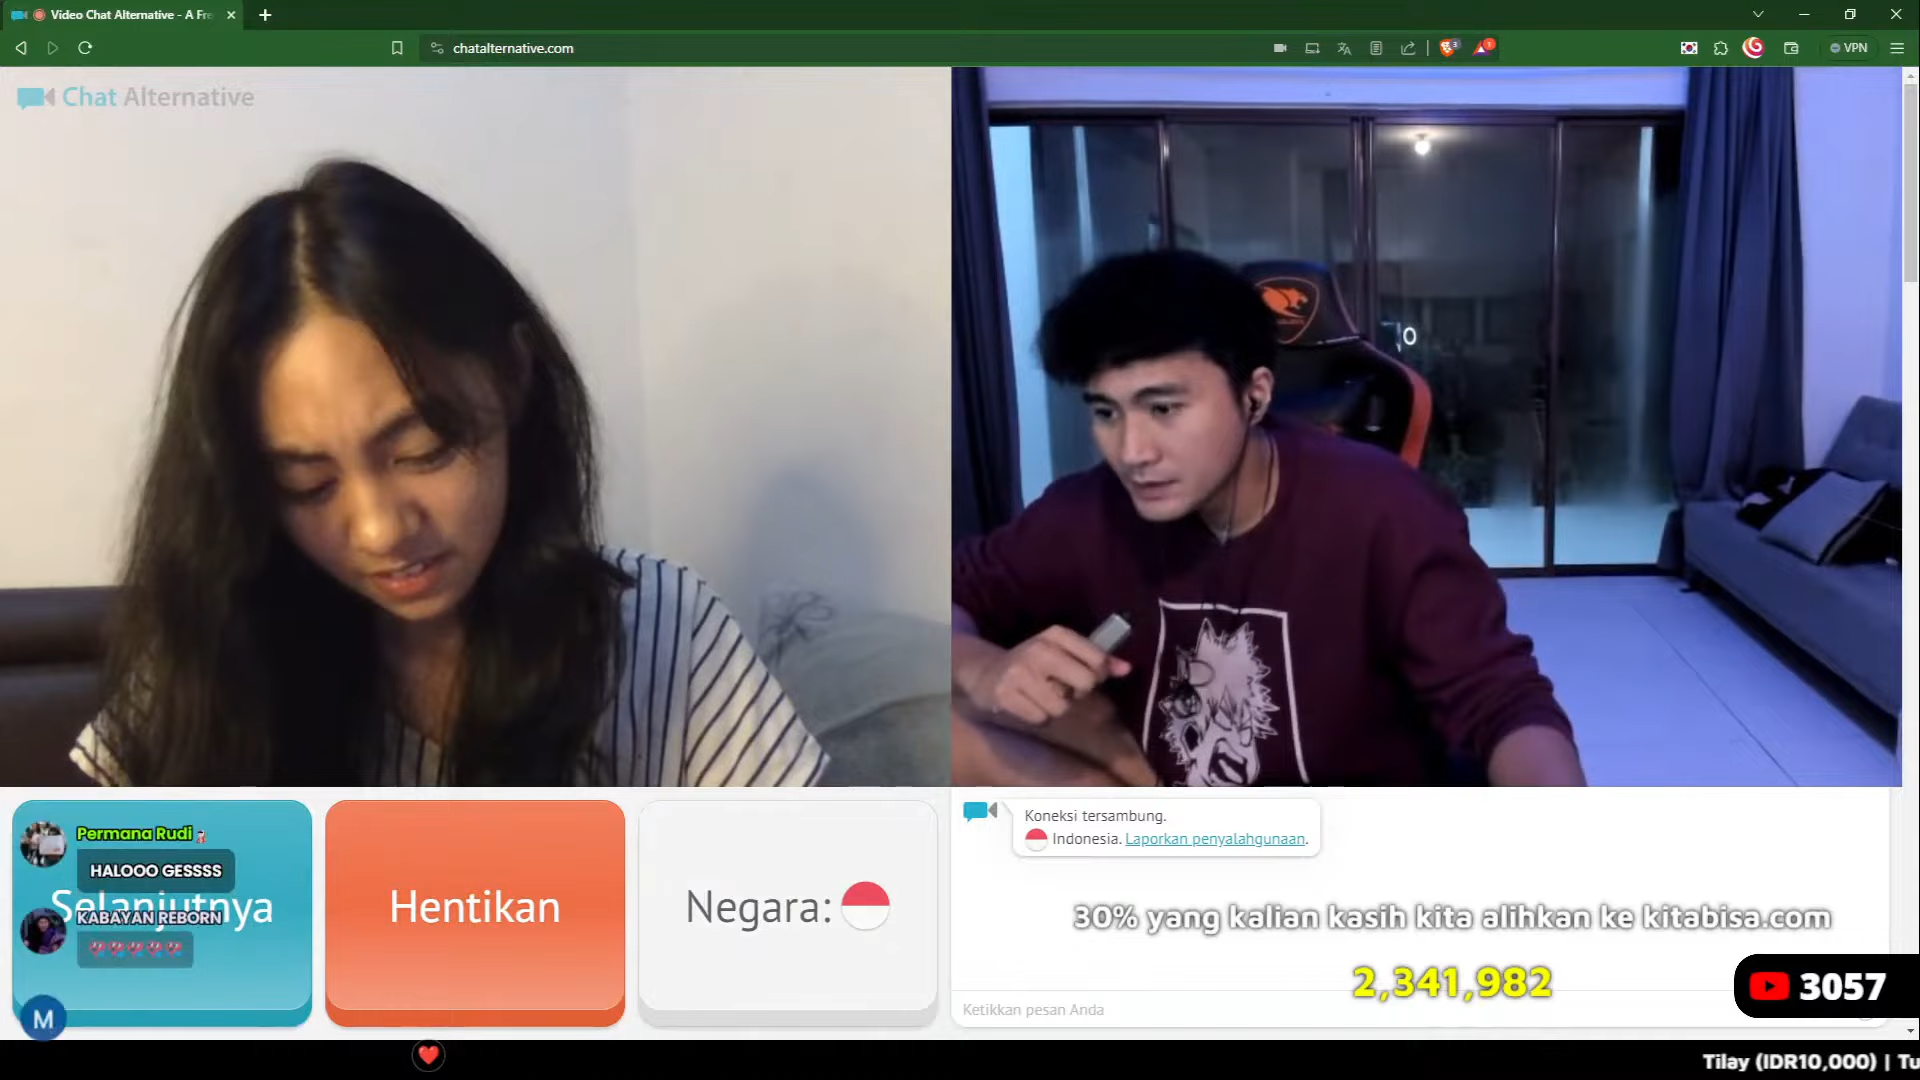 Video Chat Alternative - A Fre
chatalternative.com
3
1
VPN
Chat Alternative
Permana Rudi
HALOOO GESSSS
Selanjutnya
KABAYAN REBORN
M
Hentikan
Negara:
Koneksi tersambung.
Indonesia. Laporkan penyalahgunaan.
30% yang kalian kasih kita alihkan ke kitabisa.com
2,341,982
3057
Ketikkan pesan Anda
Tilay (IDR10,000) | Tu